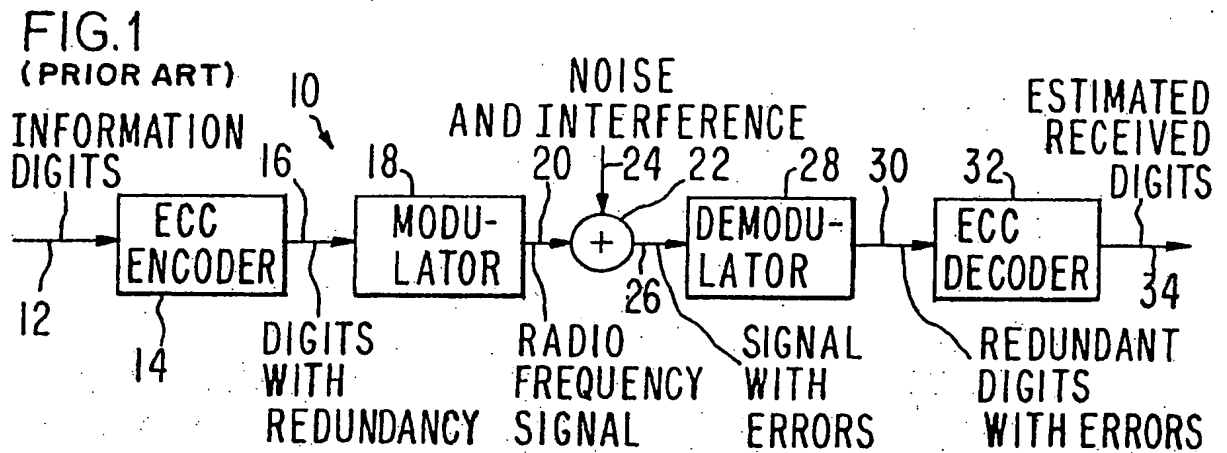 FIG.1
(PRIOR ART)
INFORMATION
DIGITS
10
NOISE
AND INTERFERENCE
ESTIMATED
RECEIVED
DIGITS
16
18
20
24
22
28
30
32
ECC
ENCODER
MODU-
LATOR
+
DEMODU-
LATOR
ECC
DECODER
12
14
26
34
DIGITS
WITH
REDUNDANCY
RADIO
FREQUENCY
SIGNAL
SIGNAL
WITH
ERRORS
REDUNDANT
DIGITS
WITH ERRORS